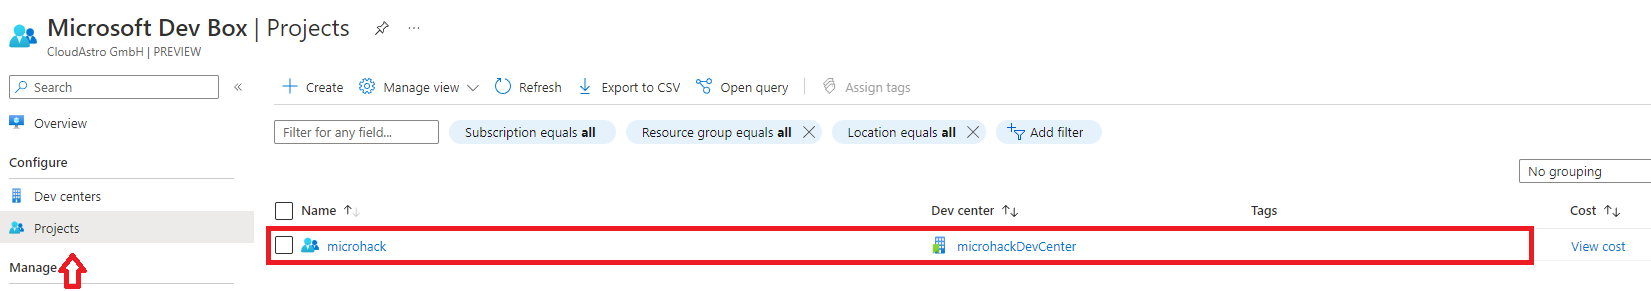 Microsoft Dev Box | Projects
CloudAstro GmbH | PREVIEW
Search
Overview
Configure
Dev centers
Projects
Manage
Create Manage view Refresh Export to CSV Open query Assign tags
Filter for any field... Subscription equals all Resource group equals all Location equals all Add filter
No grouping
Name Dev center Tags Cost
microhack microhackDevCenter View cost